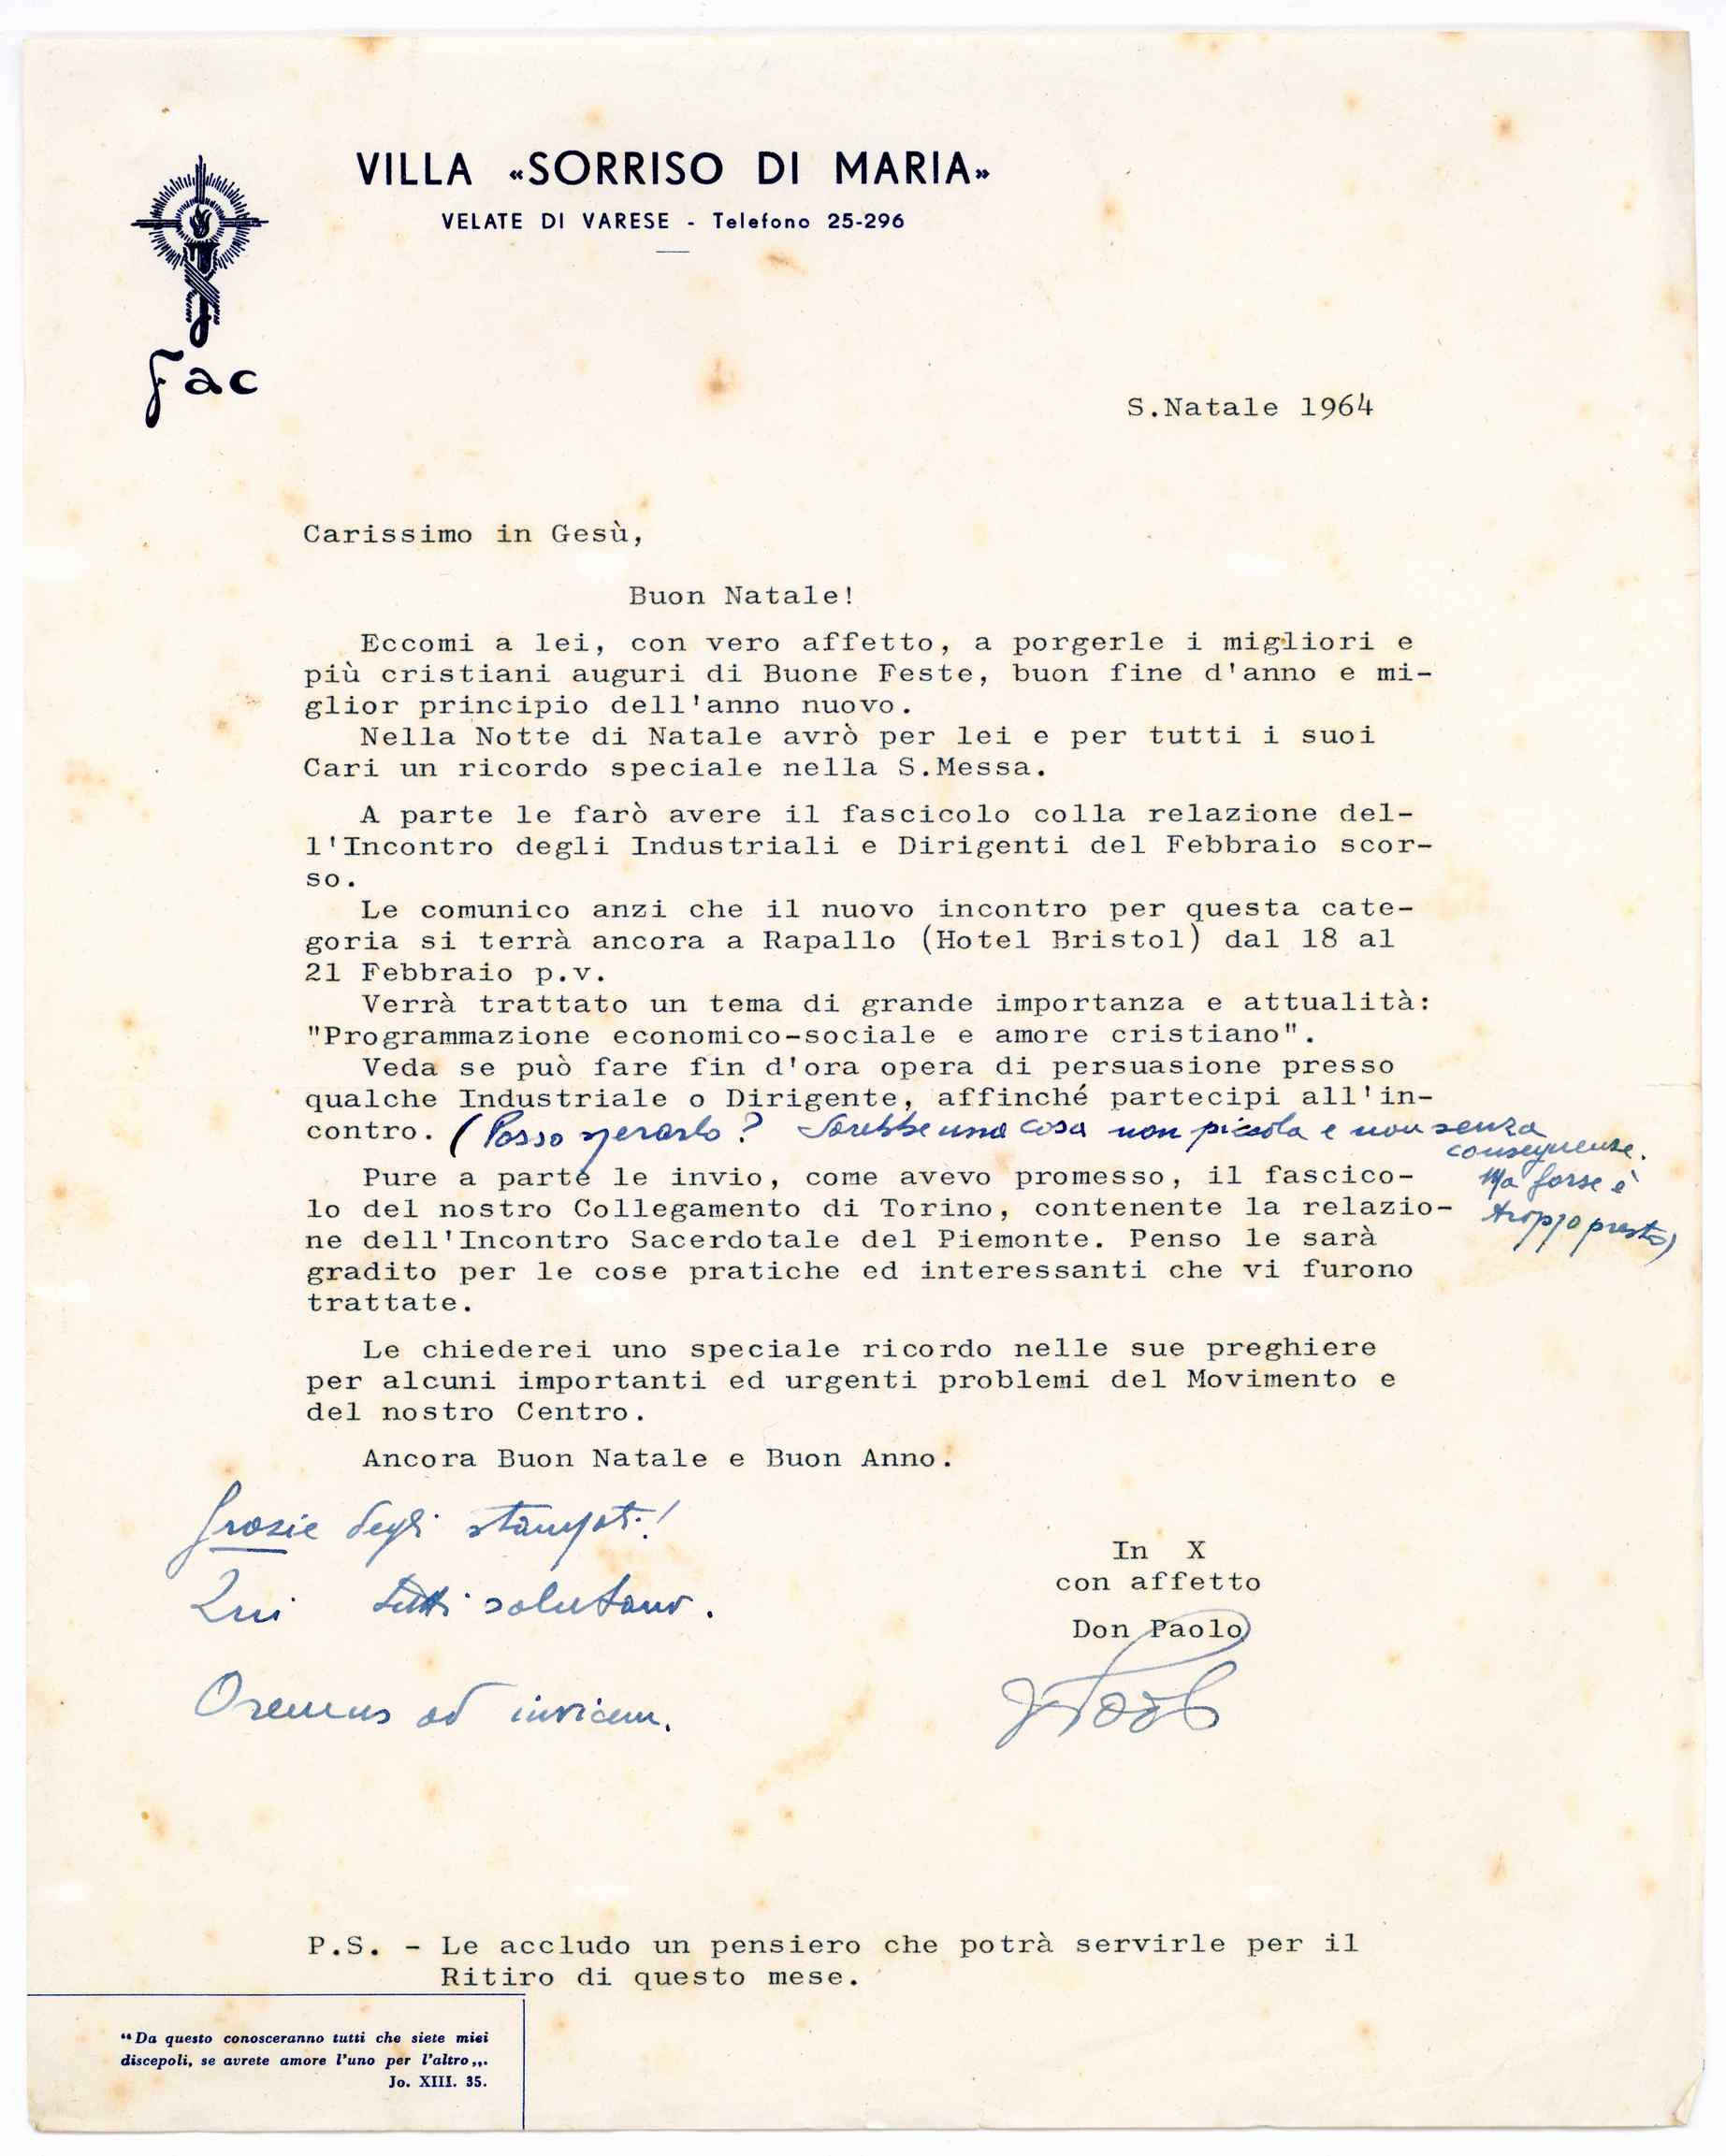 VILLA «SORRISO DI MARIA»
VELATE DI VARESE - Telefono 25-296
fac
S.Natale 1964
Carissimo in Gesù,
Buon Natale!
Eccomi a lei, con vero affetto, a porgerle i migliori e
più cristiani auguri di Buone Feste, buon fine d'anno e mi-
glior principio dell'anno nuovo.
Nella Notte di Natale avrò per lei e per tutti i suoi
Cari un ricordo speciale nella S.Messa.
A parte le farò avere il fascicolo colla relazione del-
l'Incontro degli Industriali e Dirigenti del Febbraio scor-
so.
Le comunico anzi che il nuovo incontro per questa cate-
goria si terrà ancora a Rapallo (Hotel Bristol) dal 18 al
21 Febbraio p.v.
Verrà trattato un tema di grande importanza e attualità:
"Programmazione economico-sociale e amore cristiano".
Veda se può fare fin d'ora opera di persuasione presso
qualche Industriale o Dirigente, affinché partecipi all'in-
contro. (Posso sperarlo? Sarebbe una cosa non piccola e non senza
conseguenze.
Ma forse è
troppo presto)
Pure a parte le invio, come avevo promesso, il fascico-
lo del nostro Collegamento di Torino, contenente la relazio-
ne dell'Incontro Sacerdotale del Piemonte. Penso le sarà
gradito per le cose pratiche ed interessanti che vi furono
trattate.
Le chiederei uno speciale ricordo nelle sue preghiere
per alcuni importanti ed urgenti problemi del Movimento e
del nostro Centro.
Ancora Buon Natale e Buon Anno.
Grazie degli stampati!
Qui tutti salutano.
Oremus ad invicem.
In X
con affetto
Don Paolo
d Paolo
P.S. - Le accludo un pensiero che potrà servirle per il
Ritiro di questo mese.
“Da questo conosceranno tutti che siete miei
discepoli, se avrete amore l'uno per l'altro„.
Jo. XIII. 35.